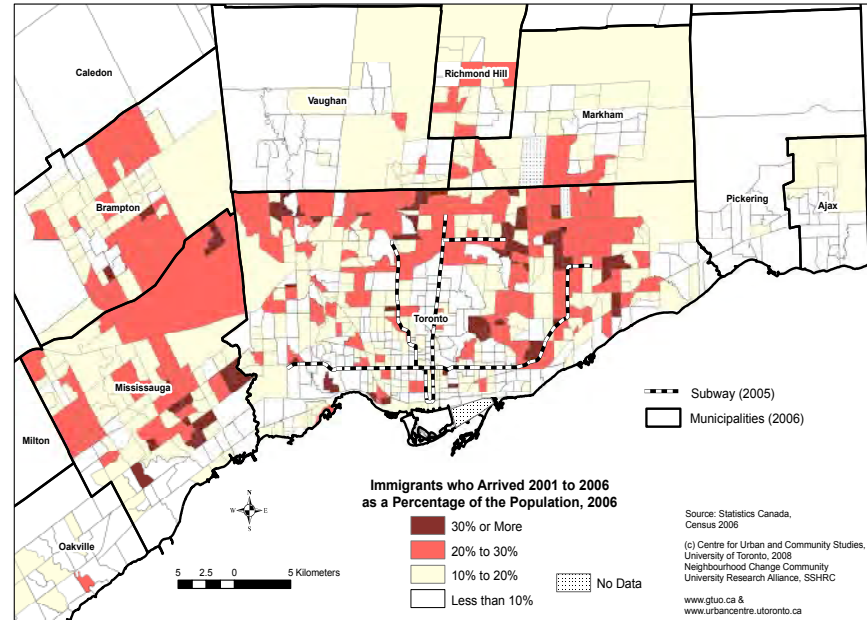 Caledon
Richmond Hill
Vaughan
Markham
Brampton
Pickering
Ajax
Toronto
Mississauga
Milton
Oakville
Subway (2005)
Municipalities (2006)
Immigrants who Arrived 2001 to 2006
as a Percentage of the Population, 2006
30% or More
20% to 30%
10% to 20%
Less than 10%
No Data
N
W E
S
5 2.5 0 5 Kilometers
Source: Statistics Canada,
Census 2006
(c) Centre for Urban and Community Studies,
University of Toronto, 2008
Neighbourhood Change Community
University Research Alliance, SSHRC
www.gtuo.ca &
www.urbancentre.utoronto.ca